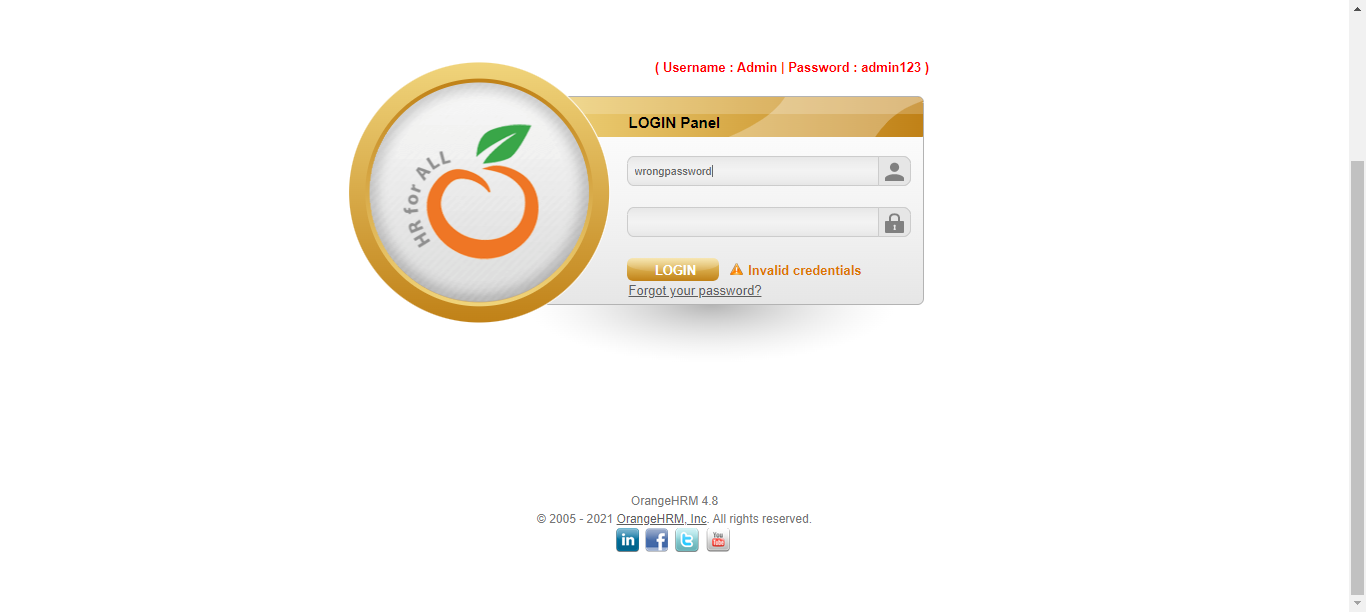 ( Username : Admin | Password : admin123 )
LOGIN Panel
HR for ALL
wrongpassword
LOGIN
Invalid credentials
Forgot your password?
OrangeHRM 4.8
© 2005 - 2021 OrangeHRM, Inc. All rights reserved.
in f t You Tube